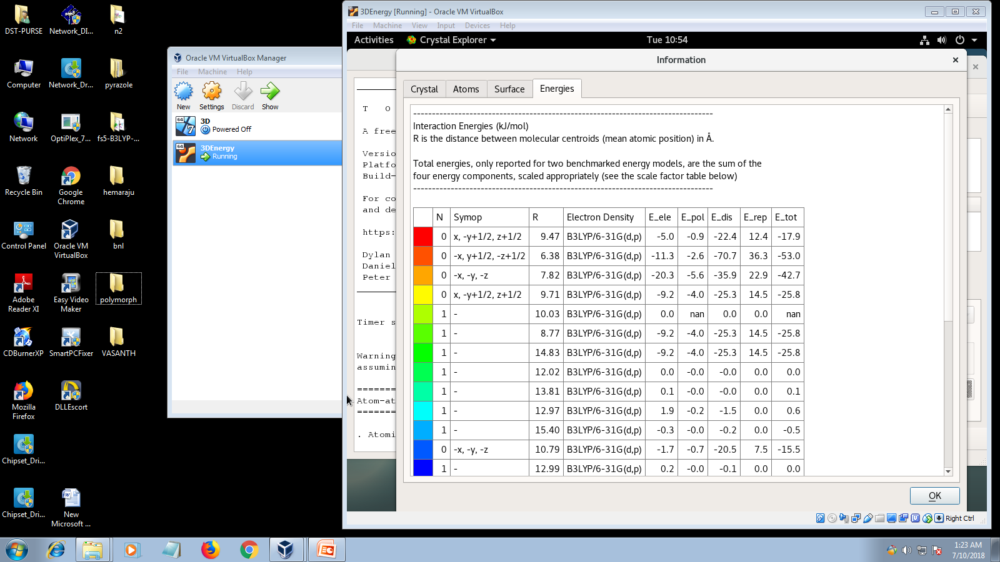 DST-PURSE
Network_DI...
n2
Computer
Network_Dr...
pyrazole
Network
OptiPlex_7...
fs5-B3LYP-...
Recycle Bin
Google
Chrome
hemaraju
Control Panel
Oracle VM
VirtualBox
bnl
Adobe
Reader XI
Easy Video
Maker
polymorph
CDBurnerXP
SmartPCFixer
VASANTH
Mozilla
Firefox
DLLEscort
Chipset_Dri...
Chipset_Dri...
New
Microsoft ...
Oracle VM VirtualBox Manager
File Machine Help
New Settings Discard Show
64 3D
Powered Off
64 3DEnergy
Running
3DEnergy [Running] - Oracle VM VirtualBox
File Machine View Input Devices Help
Activities Crystal Explorer Tue 10:54
T O
A free
Versio
Platfo
Build-
For co
and de
https:
Dylan
Daniel
Peter
Timer s
Warning
assumin
=======
Atom-at
=======
. Atomi
Information
Crystal Atoms Surface Energies
--------------------------------------------------------------------------------
Interaction Energies (kJ/mol)
R is the distance between molecular centroids (mean atomic position) in Å.
Total energies, only reported for two benchmarked energy models, are the sum of the
four energy components, scaled appropriately (see the scale factor table below)
--------------------------------------------------------------------------------
N Symop R Electron Density E_ele E_pol E_dis E_rep E_tot
0 x, -y+1/2, z+1/2 9.47 B3LYP/6-31G(d,p) -5.0 -0.9 -22.4 12.4 -17.9
0 -x, y+1/2, -z+1/2 6.38 B3LYP/6-31G(d,p) -11.3 -2.6 -70.7 36.3 -53.0
0 -x, -y, -z 7.82 B3LYP/6-31G(d,p) -20.3 -5.6 -35.9 22.9 -42.7
0 x, -y+1/2, z+1/2 9.71 B3LYP/6-31G(d,p) -9.2 -4.0 -25.3 14.5 -25.8
1 - 10.03 B3LYP/6-31G(d,p) 0.0 nan 0.0 0.0 nan
1 - 8.77 B3LYP/6-31G(d,p) -9.2 -4.0 -25.3 14.5 -25.8
1 - 14.83 B3LYP/6-31G(d,p) -9.2 -4.0 -25.3 14.5 -25.8
1 - 12.02 B3LYP/6-31G(d,p) 0.0 -0.0 -0.0 0.0 0.0
1 - 13.81 B3LYP/6-31G(d,p) 0.1 -0.0 -0.0 0.0 0.1
1 - 12.97 B3LYP/6-31G(d,p) 1.9 -0.2 -1.5 0.0 0.6
1 - 15.40 B3LYP/6-31G(d,p) -0.3 -0.0 -0.2 0.0 -0.5
0 -x, -y, -z 10.79 B3LYP/6-31G(d,p) -1.7 -0.7 -20.5 7.5 -15.5
1 - 12.99 B3LYP/6-31G(d,p) 0.2 -0.0 -0.1 0.0 0.0
OK
Right Ctrl
1:23 AM
7/10/2018